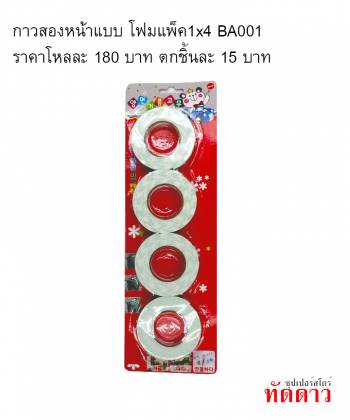 กาวสองหน้าแบบ โฟมแพ็ค1x4 BA001
ราคาโหลละ 180 บาท ตกชิ้นละ 15 บาท
ซุปเปอร์สโตร์
ทัดดาว